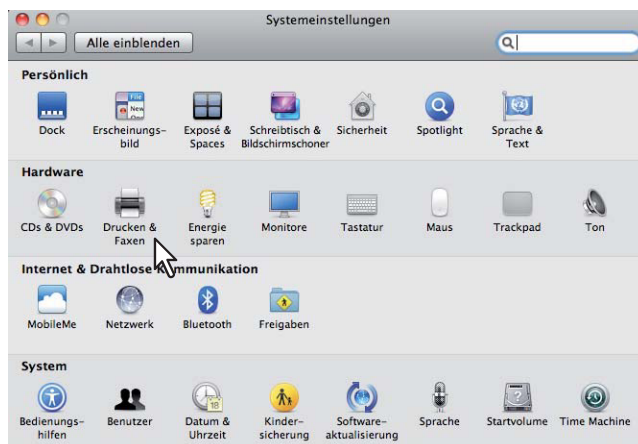 Systemeinstellungen
Alle einblenden
Persönlich
Dock
Erscheinungs-
bild
Exposé &
Spaces
Schreibtisch &
Bildschirmschoner
Sicherheit
Spotlight
Sprache &
Text
Hardware
CDs & DVDs
Drucken &
Faxen
Energie
sparen
Monitore
Tastatur
Maus
Trackpad
Ton
Internet & Drahtlose Kommunikation
MobileMe
Netzwerk
Bluetooth
Freigaben
System
Bedienungs-
hilfen
Benutzer
Datum &
Uhrzeit
Kinder-
sicherung
Software-
aktualisierung
Sprache
Startvolume
Time Machine